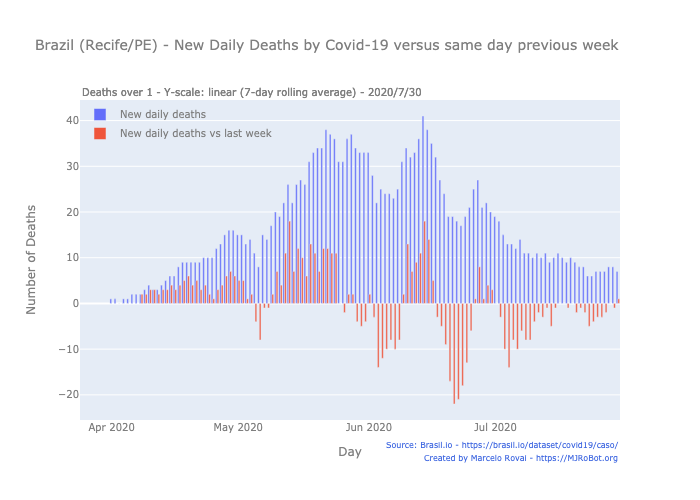 Brazil (Recife/PE) - New Daily Deaths by Covid-19 versus same day previous week
Deaths over 1 - Y-scale: linear (7-day rolling average) - 2020/7/30
New daily deaths
New daily deaths vs last week
Number of Deaths
40
30
20
10
0
−10
−20
Apr 2020 May 2020 Jun 2020 Jul 2020
Day
Source: Brasil.io - https://brasil.io/dataset/covid19/caso/
Created by Marcelo Rovai - https://MJRoBot.org